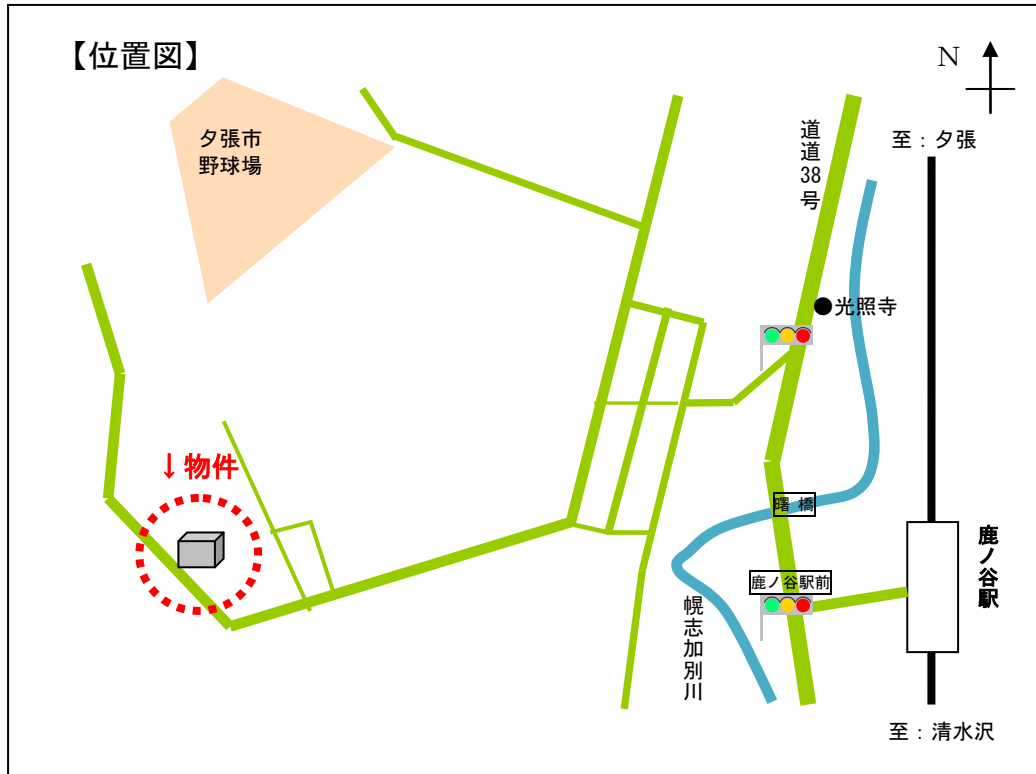 【位置図】
N
夕張市
野球場
道道38号
至：夕張
光照寺
↓物件
曙橋
鹿ノ谷駅
鹿ノ谷駅前
幌志加別川
至：清水沢